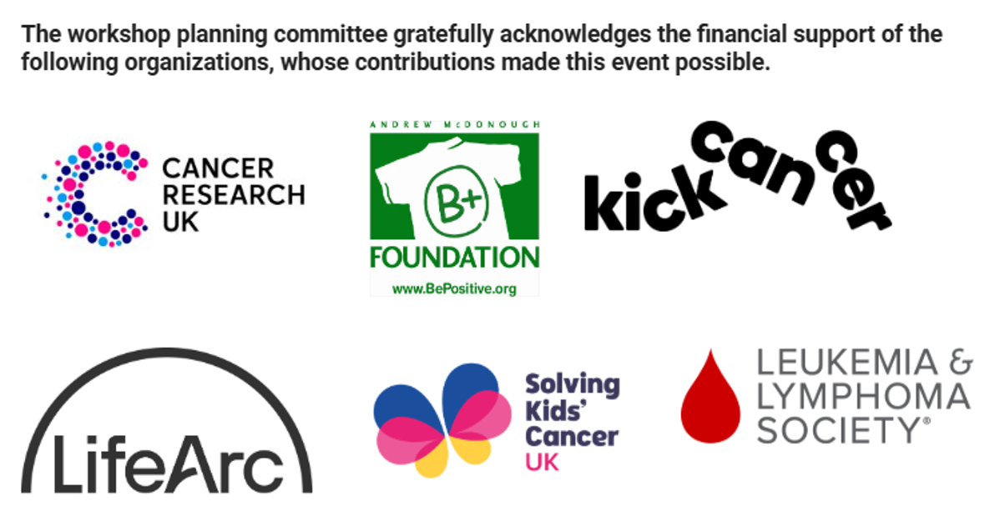 The workshop planning committee gratefully acknowledges the financial support of the
following organizations, whose contributions made this event possible.
CANCER
RESEARCH
UK
ANDREW McDONOUGH
B+
FOUNDATION
www.BePositive.org
kick
cancer
LifeArc
Solving
Kids’
Cancer
UK
LEUKEMIA &
LYMPHOMA
SOCIETY®